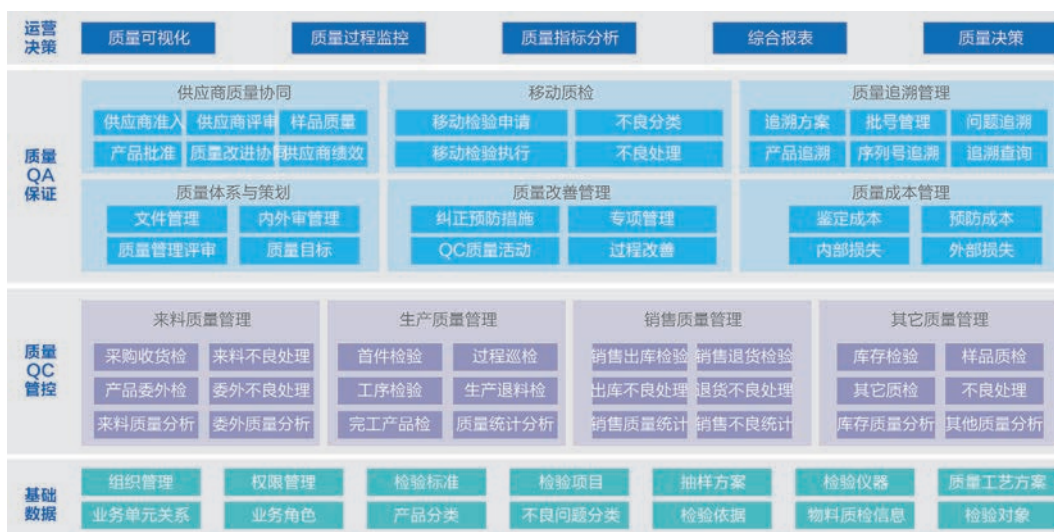 运营
决策
质量可视化 质量过程监控 质量指标分析 综合报表 质量决策
质量
QA
保证
供应商质量协同 移动质检 质量追溯管理
供应商准入 供应商评审 样品质量 移动检验申请 不良分类 追溯方案 批号管理 问题追溯
产品批准 质量改进协同 供应商绩效 移动检验执行 不良处理 产品追溯 序列号追溯 追溯查询
质量体系与策划 质量改善管理 质量成本管理
文件管理 内外审管理 纠正预防措施 专项管理 鉴定成本 预防成本
质量管理评审 质量目标 QC质量活动 过程改善 内部损失 外部损失
质量
QC
管控
来料质量管理 生产质量管理 销售质量管理 其它质量管理
采购收货检 来料不良处理 首件检验 过程巡检 销售出库检验 销售退货检验 库存检验 样品质检
产品委外检 委外不良处理 工序检验 生产退料检 出库不良处理 退货不良处理 其它质检 不良处理
来料质量分析 委外质量分析 完工产品检 质量统计分析 销售质量统计 销售不良统计 库存质量分析 其他质量分析
基础
数据
组织管理 权限管理 检验标准 检验项目 抽样方案 检验仪器 质量工艺方案
业务单元关系 业务角色 产品分类 不良问题分类 检验依据 物料质检信息 检验对象